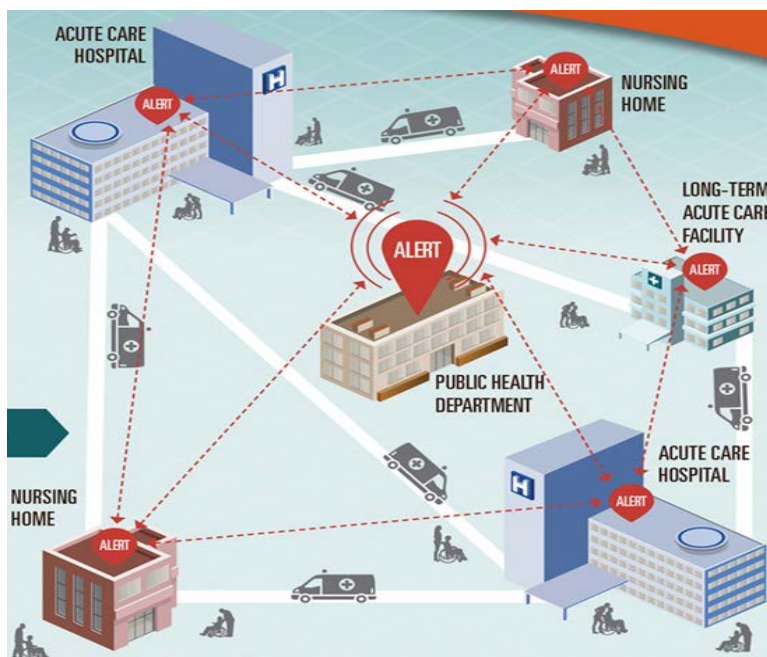 ACUTE CARE
HOSPITAL
H
ALERT
ALERT
NURSING
HOME
LONG-TERM
ACUTE CARE
FACILITY
ALERT
ALERT
PUBLIC HEALTH
DEPARTMENT
ACUTE CARE
HOSPITAL
H
ALERT
NURSING
HOME
ALERT